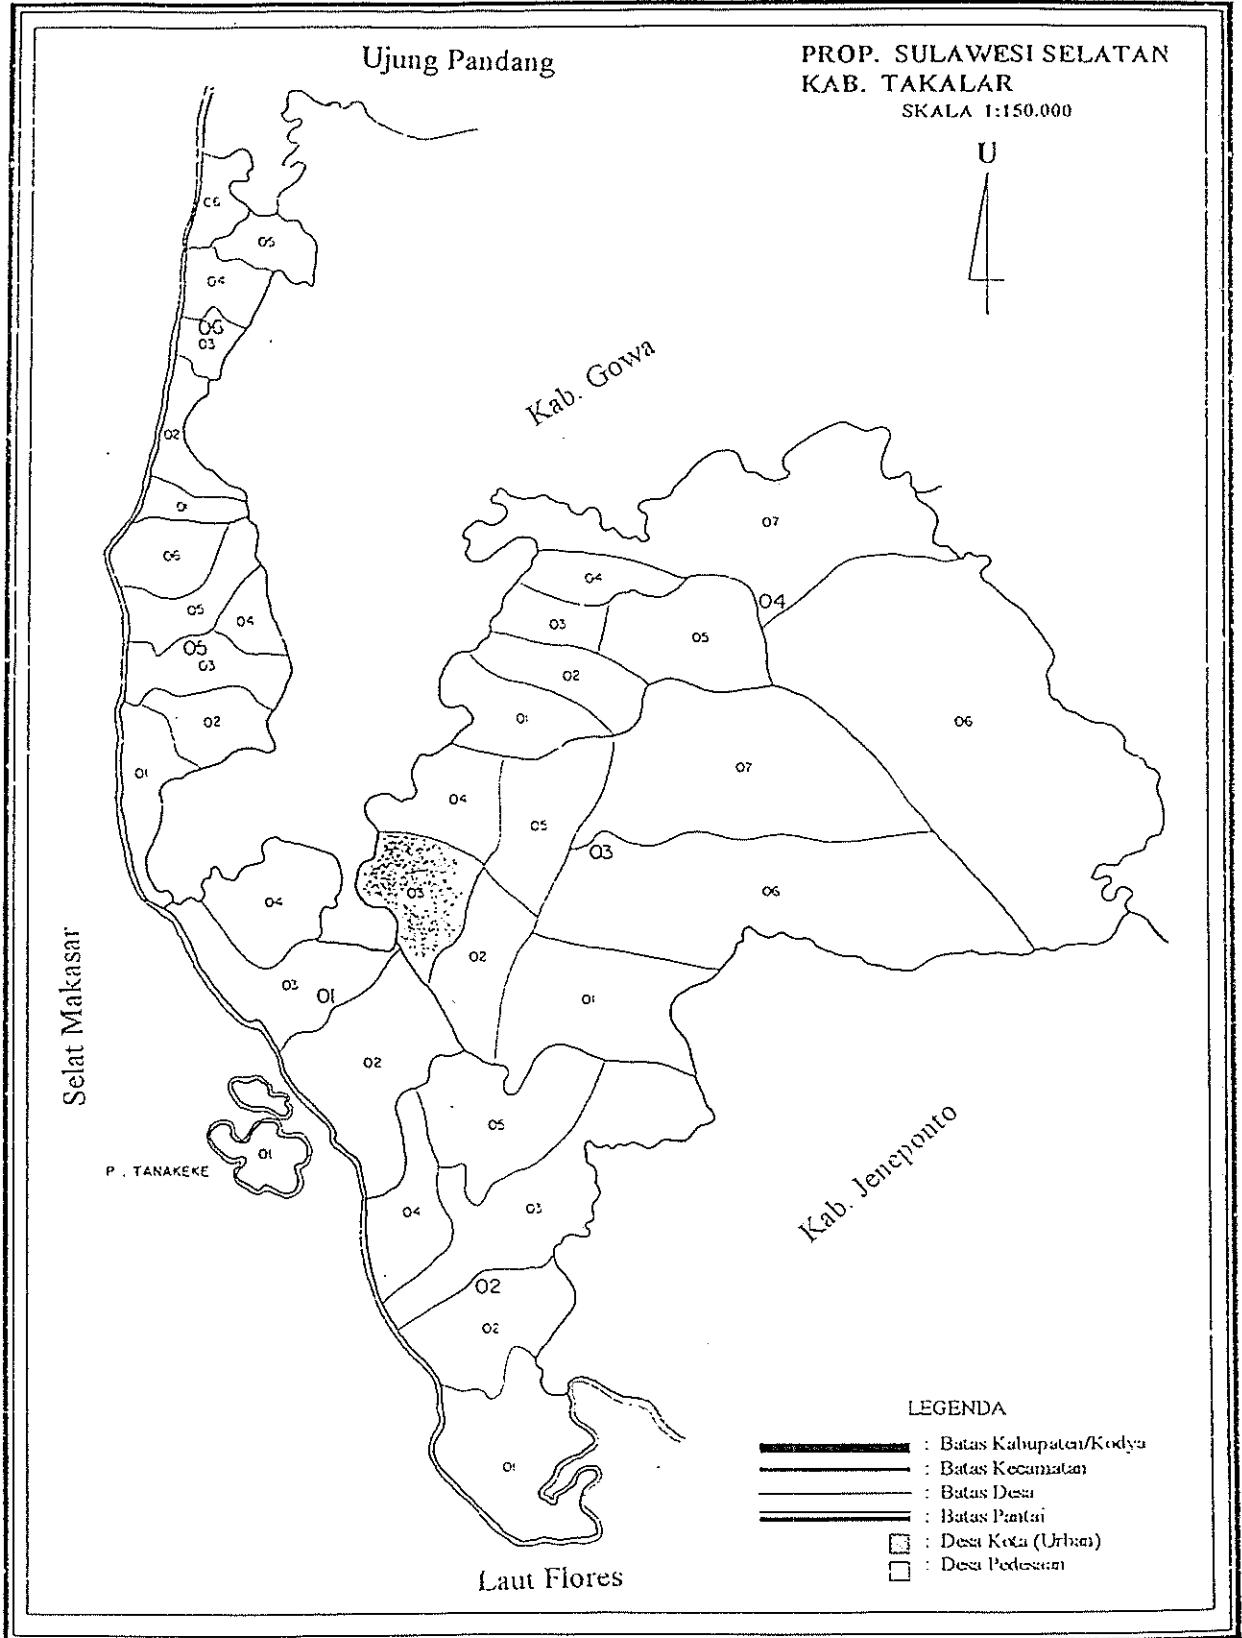 Ujung Pandang
PROP. SULAWESI SELATAN
KAB. TAKALAR
SKALA 1:150.000
U
06
05
04
06
03
Kab. Gowa
02
01
06
05
04
05
03
02
01
07
04
04
03
05
02
01
06
07
04
05
03
03
06
04
02
03
01
01
Selat Makasar
02
05
P. TANAKEKE
01
04
03
Kab. Jeneponto
02
02
01
LEGENDA
: Batas Kabupaten/Kodya
: Batas Kecamatan
: Batas Desa
: Batas Pantai
: Desa Kota (Urban)
: Desa Pedesaan
Laut Flores